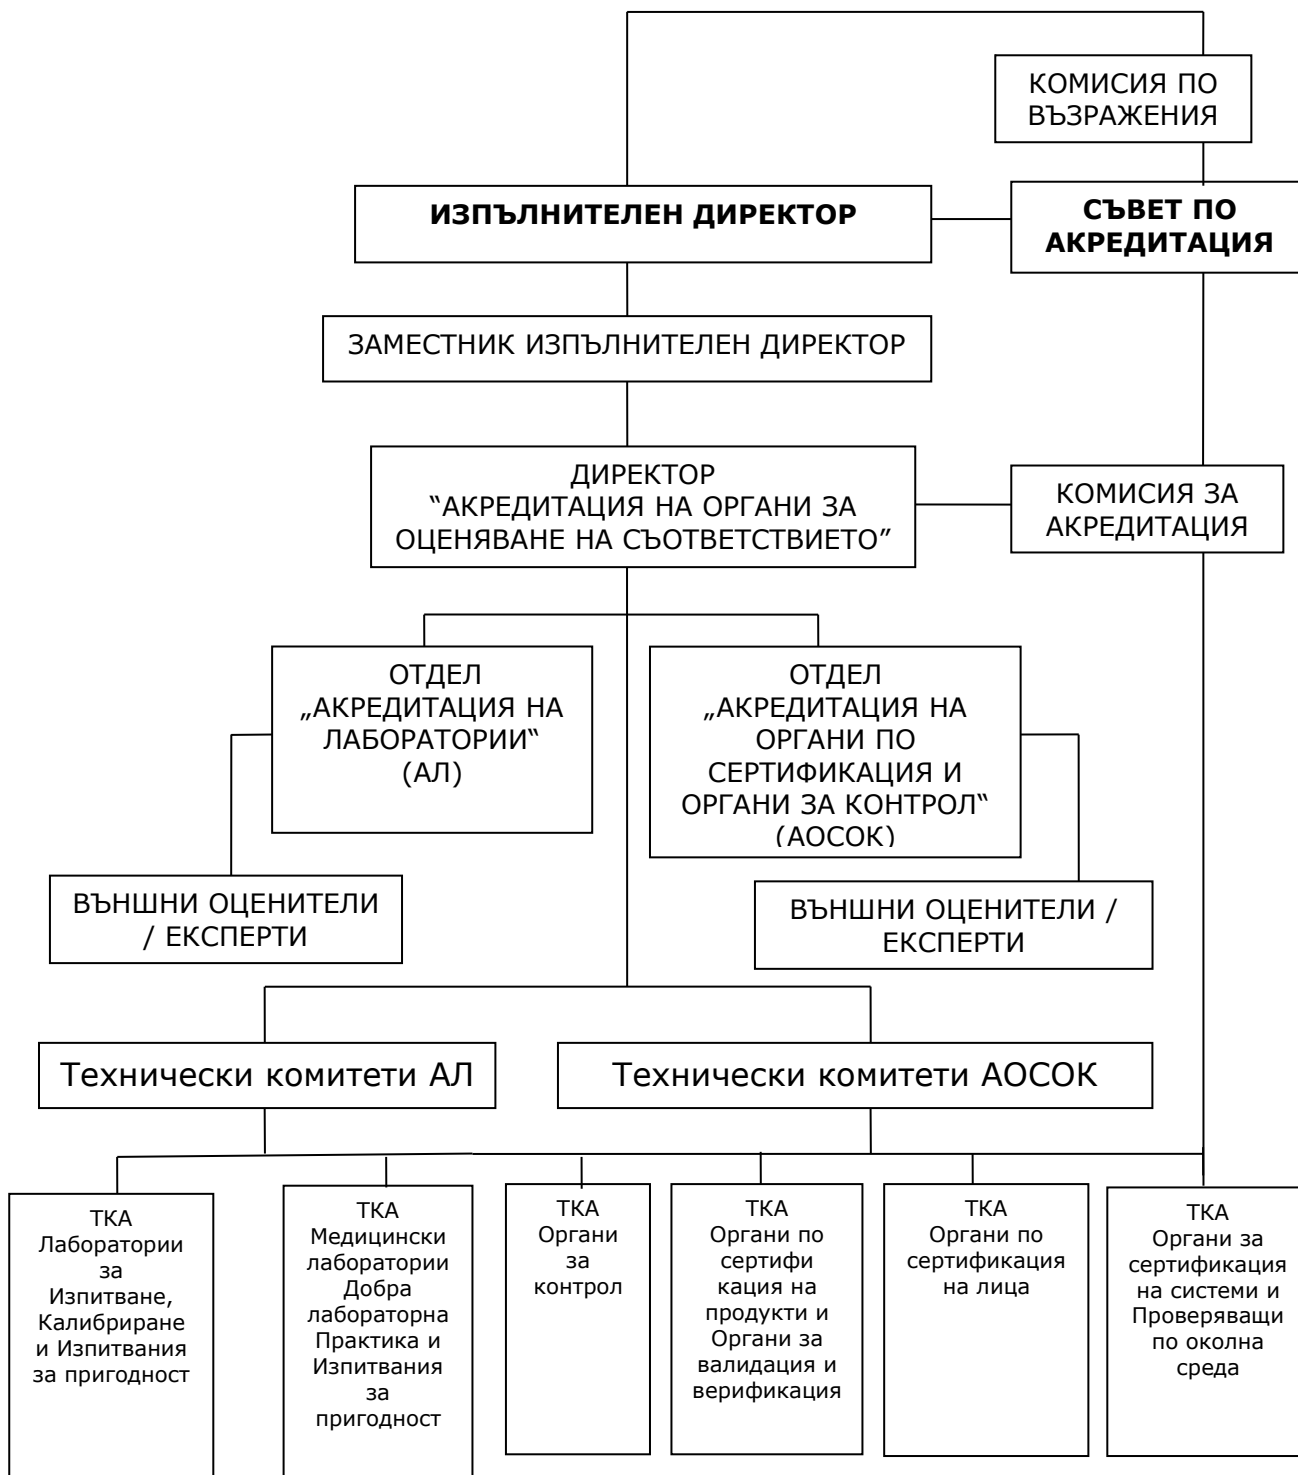 КОМИСИЯ ПО
ВЪЗРАЖЕНИЯ
ИЗПЪЛНИТЕЛЕН ДИРЕКТОР
СЪВЕТ ПО
АКРЕДИТАЦИЯ
ЗАМЕСТНИК ИЗПЪЛНИТЕЛЕН ДИРЕКТОР
ДИРЕКТОР
“АКРЕДИТАЦИЯ НА ОРГАНИ ЗА
ОЦЕНЯВАНЕ НА СЪОТВЕТСТВИЕТО”
КОМИСИЯ ЗА
АКРЕДИТАЦИЯ
ОТДЕЛ
„АКРЕДИТАЦИЯ НА
ЛАБОРАТОРИИ“
(АЛ)
ОТДЕЛ
„АКРЕДИТАЦИЯ НА
ОРГАНИ ПО
СЕРТИФИКАЦИЯ И
ОРГАНИ ЗА КОНТРОЛ“
(АОСОК)
ВЪНШНИ ОЦЕНИТЕЛИ
/ ЕКСПЕРТИ
ВЪНШНИ ОЦЕНИТЕЛИ /
ЕКСПЕРТИ
Технически комитети АЛ
Технически комитети АОСОК
ТКА
Лаборатории
за
Изпитване,
Калибриране
и Изпитвания
за пригодност
ТКА
Медицински
лаборатории
Добра
лабораторна
Практика и
Изпитвания
за
пригодност
ТКА
Органи
за
контрол
ТКА
Органи по
сертифи
кация на
продукти и
Органи за
валидация и
верификация
ТКА
Органи по
сертификация
на лица
ТКА
Органи за
сертификация
на системи и
Проверяващи
по околна
среда